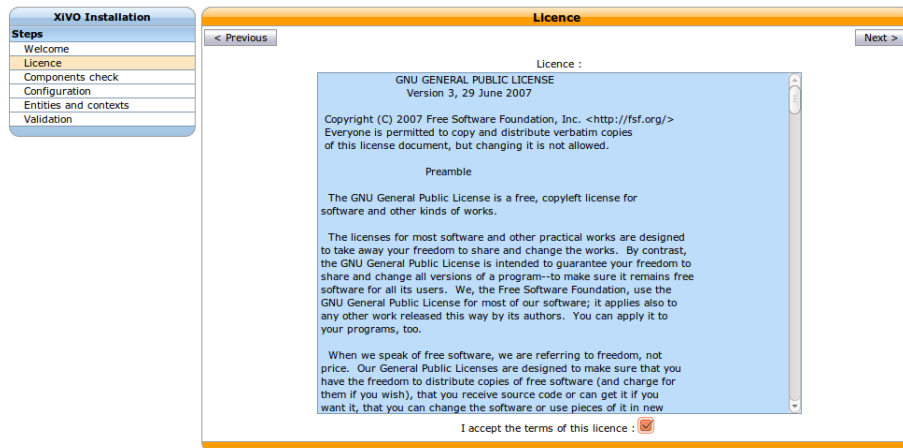 XiVO Installation
Steps
Welcome
Licence
Components check
Configuration
Entities and contexts
Validation
Licence
< Previous
Next >
Licence :
GNU GENERAL PUBLIC LICENSE
Version 3, 29 June 2007
Copyright (C) 2007 Free Software Foundation, Inc. <http://fsf.org/>
Everyone is permitted to copy and distribute verbatim copies
of this license document, but changing it is not allowed.
Preamble
The GNU General Public License is a free, copyleft license for
software and other kinds of works.
The licenses for most software and other practical works are designed
to take away your freedom to share and change the works.  By contrast,
the GNU General Public License is intended to guarantee your freedom to
share and change all versions of a program--to make sure it remains free
software for all its users.  We, the Free Software Foundation, use the
GNU General Public License for most of our software; it applies also to
any other work released this way by its authors.  You can apply it to
your programs, too.
When we speak of free software, we are referring to freedom, not
price.  Our General Public Licenses are designed to make sure that you
have the freedom to distribute copies of free software (and charge for
them if you wish), that you receive source code or can get it if you
want it, that you can change the software or use pieces of it in new
I accept the terms of this licence :